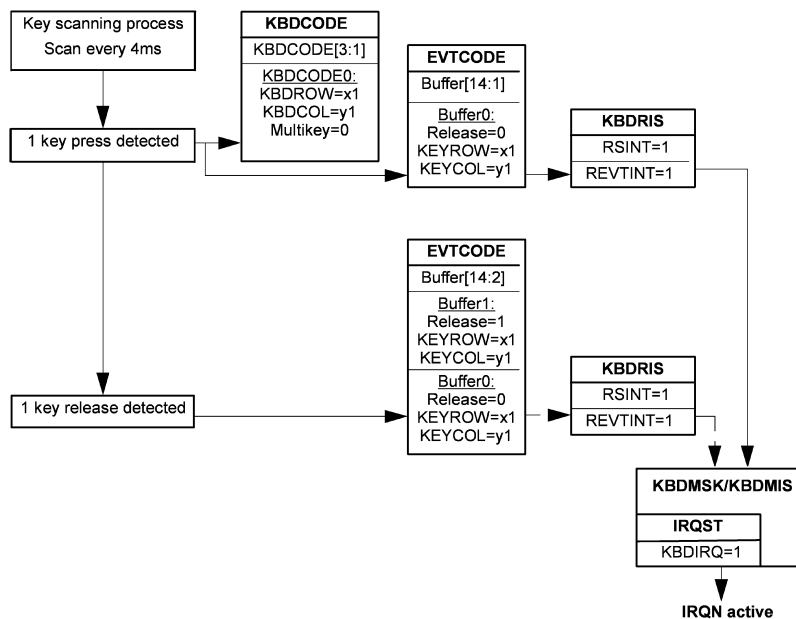 Key scanning process
Scan every 4ms
KBDCODE
KBDCODE[3:1]
KBDCODE0:
KBDROW=x1
KBDCOL=y1
Multikey=0
1 key press detected
EVTCODE
Buffer[14:1]
Buffer0:
Release=0
KEYROW=x1
KEYCOL=y1
KBDRIS
RSINT=1
REVTINT=1
EVTCODE
Buffer[14:2]
Buffer1:
Release=1
KEYROW=x1
KEYCOL=y1
Buffer0:
Release=0
KEYROW=x1
KEYCOL=y1
1 key release detected
KBDRIS
RSINT=1
REVTINT=1
KBDMSK/KBDMIS
IRQST
KBDIRQ=1
IRQN active